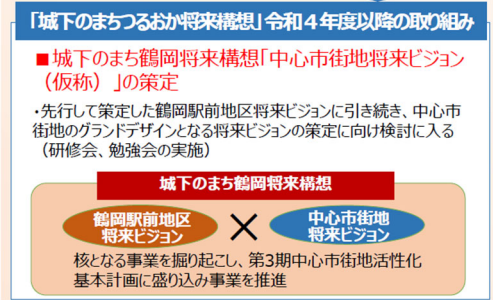 「城下のまちつるおか将来構想」令和４年度以降の取り組み
■城下のまち鶴岡将来構想「中心市街地将来ビジョン
（仮称）」の策定
・先行して策定した鶴岡駅前地区将来ビジョンに引き続き、中心市
街地のグランドデザインとなる将来ビジョンの策定に向け検討に入る
（研修会、勉強会の実施）
城下のまち鶴岡将来構想
鶴岡駅前地区
将来ビジョン
×
中心市街地
将来ビジョン
核となる事業を掘り起こし、第3期中心市街地活性化
基本計画に盛り込み事業を推進